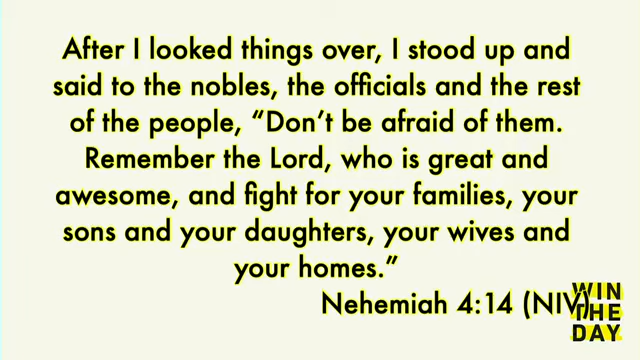 After I looked things over, I stood up and
said to the nobles, the officials and the rest
of the people, “Don’t be afraid of them.
Remember the Lord, who is great and
awesome, and fight for your families, your
sons and your daughters, your wives and
your homes.”
Nehemiah 4:14 (NIV)
WIN
THE
DAY